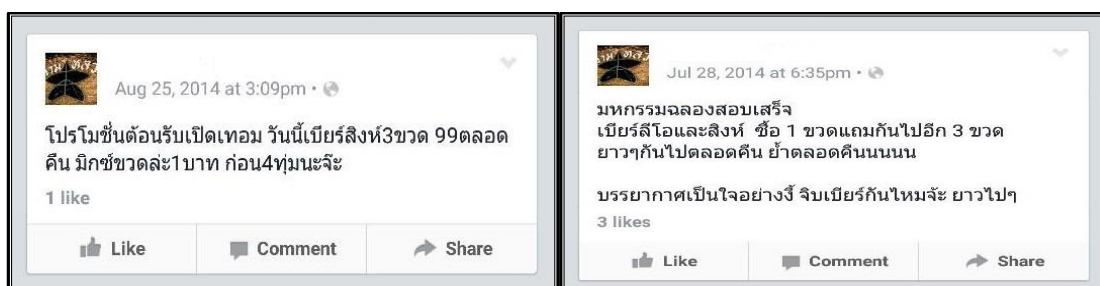 Aug 25, 2014 at 3:09pm •
โปรโมชั่นต้อนรับเปิดเทอม วันนี้เบียร์สิงห์3ขวด 99ตลอด
คืน มิกซ์ขวดล่ะ1บาท ก่อน4ทุ่มนะจ๊ะ
1 like
Like Comment Share
Jul 28, 2014 at 6:35pm •
มหกรรมฉลองสอบเสร็จ
เบียร์ลีโอและสิงห์ ซื้อ 1 ขวดแถมกันไปอีก 3 ขวด
ยาวๆกันไปตลอดคืน ย้ำตลอดคืนนนนน
บรรยากาศเป็นใจอย่างงี้ จิบเบียร์กันไหมจ้ะ ยาวไปๆ
3 likes
Like Comment Share